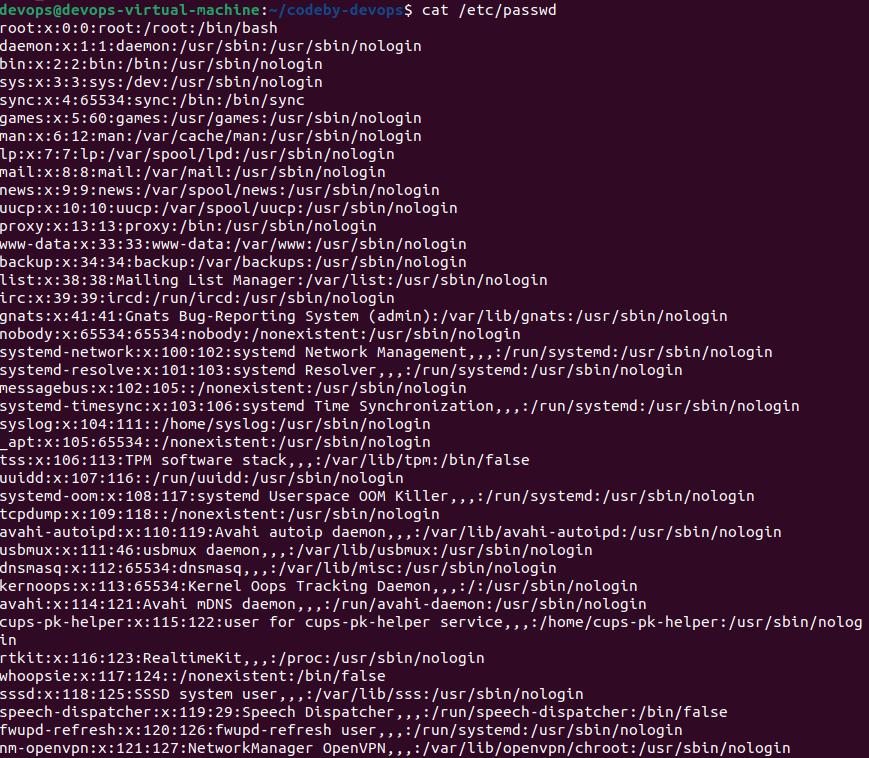 devops@devops-virtual-machine:~/codeby-devops$ cat /etc/passwd
root:x:0:0:root:/root:/bin/bash
daemon:x:1:1:daemon:/usr/sbin:/usr/sbin/nologin
bin:x:2:2:bin:/bin:/usr/sbin/nologin
sys:x:3:3:sys:/dev:/usr/sbin/nologin
sync:x:4:65534:sync:/bin:/bin/sync
games:x:5:60:games:/usr/games:/usr/sbin/nologin
man:x:6:12:man:/var/cache/man:/usr/sbin/nologin
lp:x:7:7:lp:/var/spool/lpd:/usr/sbin/nologin
mail:x:8:8:mail:/var/mail:/usr/sbin/nologin
news:x:9:9:news:/var/spool/news:/usr/sbin/nologin
uucp:x:10:10:uucp:/var/spool/uucp:/usr/sbin/nologin
proxy:x:13:13:proxy:/bin:/usr/sbin/nologin
www-data:x:33:33:www-data:/var/www:/usr/sbin/nologin
backup:x:34:34:backup:/var/backups:/usr/sbin/nologin
list:x:38:38:Mailing List Manager:/var/list:/usr/sbin/nologin
irc:x:39:39:ircd:/run/ircd:/usr/sbin/nologin
gnats:x:41:41:Gnats Bug-Reporting System (admin):/var/lib/gnats:/usr/sbin/nologin
nobody:x:65534:65534:nobody:/nonexistent:/usr/sbin/nologin
systemd-network:x:100:102:systemd Network Management,,,:/run/systemd:/usr/sbin/nologin
systemd-resolve:x:101:103:systemd Resolver,,,:/run/systemd:/usr/sbin/nologin
messagebus:x:102:105::/nonexistent:/usr/sbin/nologin
systemd-timesync:x:103:106:systemd Time Synchronization,,,:/run/systemd:/usr/sbin/nologin
syslog:x:104:111::/home/syslog:/usr/sbin/nologin
_apt:x:105:65534::/nonexistent:/usr/sbin/nologin
tss:x:106:113:TPM software stack,,,:/var/lib/tpm:/bin/false
uuidd:x:107:116::/run/uuidd:/usr/sbin/nologin
systemd-oom:x:108:117:systemd Userspace OOM Killer,,,:/run/systemd:/usr/sbin/nologin
tcpdump:x:109:118::/nonexistent:/usr/sbin/nologin
avahi-autoipd:x:110:119:Avahi autoip daemon,,,:/var/lib/avahi-autoipd:/usr/sbin/nologin
usbmux:x:111:46:usbmux daemon,,,:/var/lib/usbmux:/usr/sbin/nologin
dnsmasq:x:112:65534:dnsmasq,,,:/var/lib/misc:/usr/sbin/nologin
kernoops:x:113:65534:Kernel Oops Tracking Daemon,,,:/:/usr/sbin/nologin
avahi:x:114:121:Avahi mDNS daemon,,,:/run/avahi-daemon:/usr/sbin/nologin
cups-pk-helper:x:115:122:user for cups-pk-helper service,,,:/home/cups-pk-helper:/usr/sbin/nolog
in
rtkit:x:116:123:RealtimeKit,,,:/proc:/usr/sbin/nologin
whoopsie:x:117:124::/nonexistent:/bin/false
sssd:x:118:125:SSSD system user,,,:/var/lib/sss:/usr/sbin/nologin
speech-dispatcher:x:119:29:Speech Dispatcher,,,:/run/speech-dispatcher:/bin/false
fwupd-refresh:x:120:126:fwupd-refresh user,,,:/run/systemd:/usr/sbin/nologin
nm-openvpn:x:121:127:NetworkManager OpenVPN,,,:/var/lib/openvpn/chroot:/usr/sbin/nologin